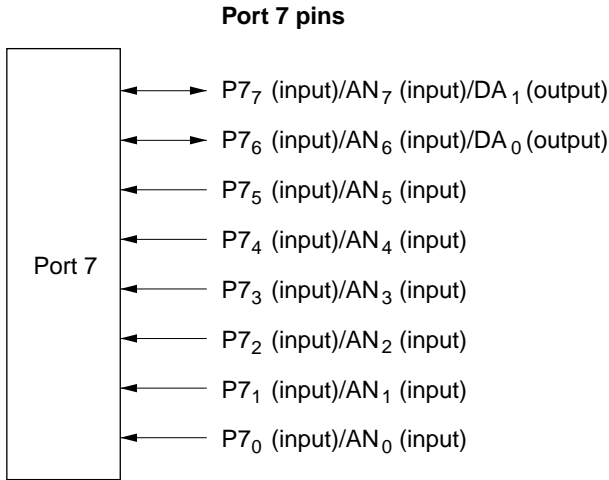 Port 7 pins
P7₇ (input)/AN₇ (input)/DA₁ (output)
P7₆ (input)/AN₆ (input)/DA₀ (output)
P7₅ (input)/AN₅ (input)
P7₄ (input)/AN₄ (input)
Port 7
P7₃ (input)/AN₃ (input)
P7₂ (input)/AN₂ (input)
P7₁ (input)/AN₁ (input)
P7₀ (input)/AN₀ (input)